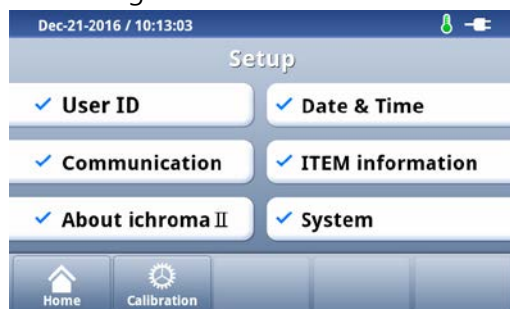 Dec-21-2016 / 10:13:03
Setup
User ID
Date & Time
Communication
ITEM information
About ichroma Ⅱ
System
Home
Calibration